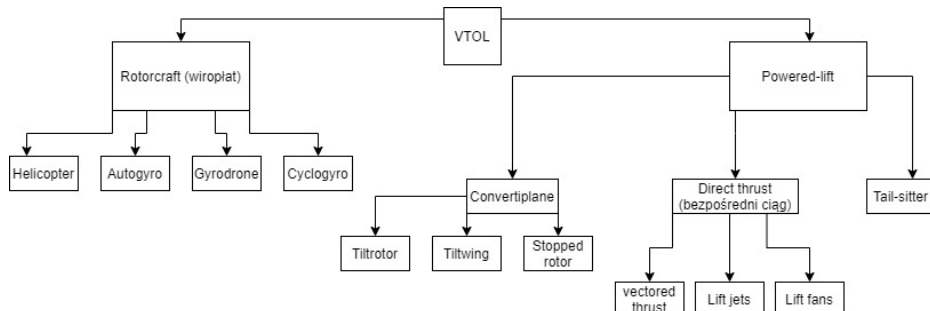 VTOL
Rotorcraft (wiropłat)
Powered-lift
Helicopter
Autogyro
Gyrodrone
Cyclogyro
Convertiplane
Direct thrust
(bezpośredni ciąg)
Tail-sitter
Tiltrotor
Tiltwing
Stopped
rotor
vectored
thrust
Lift jets
Lift fans